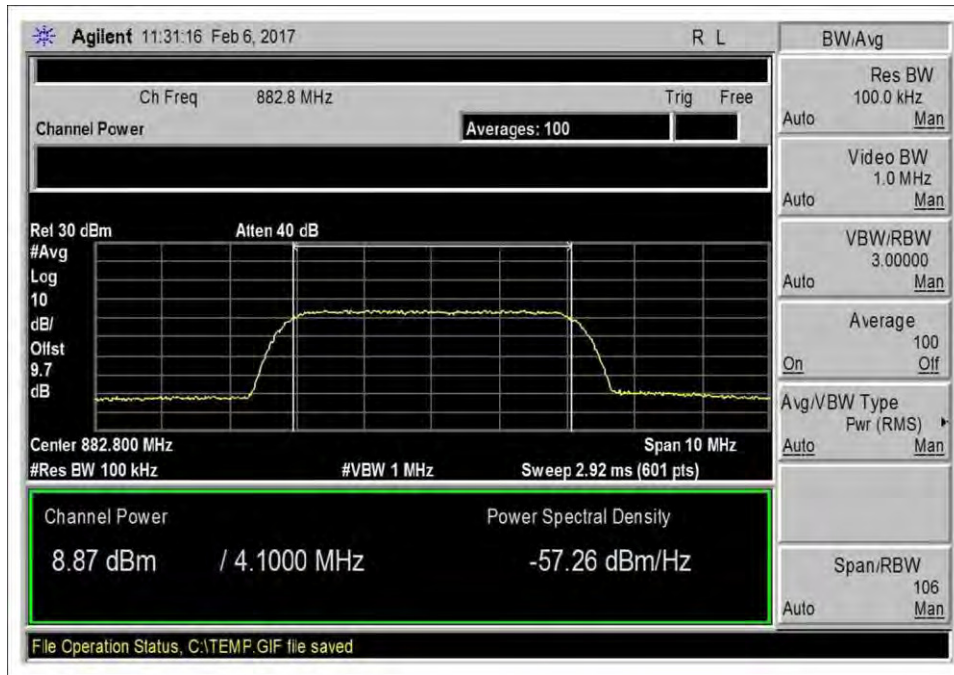 Agilent 11:31:16 Feb 6, 2017
R L
BW/Avg
Ch Freq 882.8 MHz
Trig Free
Channel Power
Averages: 100
Ref 30 dBm
Atten 40 dB
#Avg
Log
10
dB/
Offst
9.7
dB
Center 882.800 MHz
Span 10 MHz
#Res BW 100 kHz
#VBW 1 MHz
Sweep 2.92 ms (601 pts)
Channel Power
Power Spectral Density
8.87 dBm
/ 4.1000 MHz
-57.26 dBm/Hz
File Operation Status, C:\TEMP.GIF file saved
Res BW
100.0 kHz
Auto Man
Video BW
1.0 MHz
Auto Man
VBW/RBW
3.00000
Auto Man
Average
100
On Off
Avg/VBW Type
Pwr (RMS)
Auto Man
Span/RBW
106
Auto Man